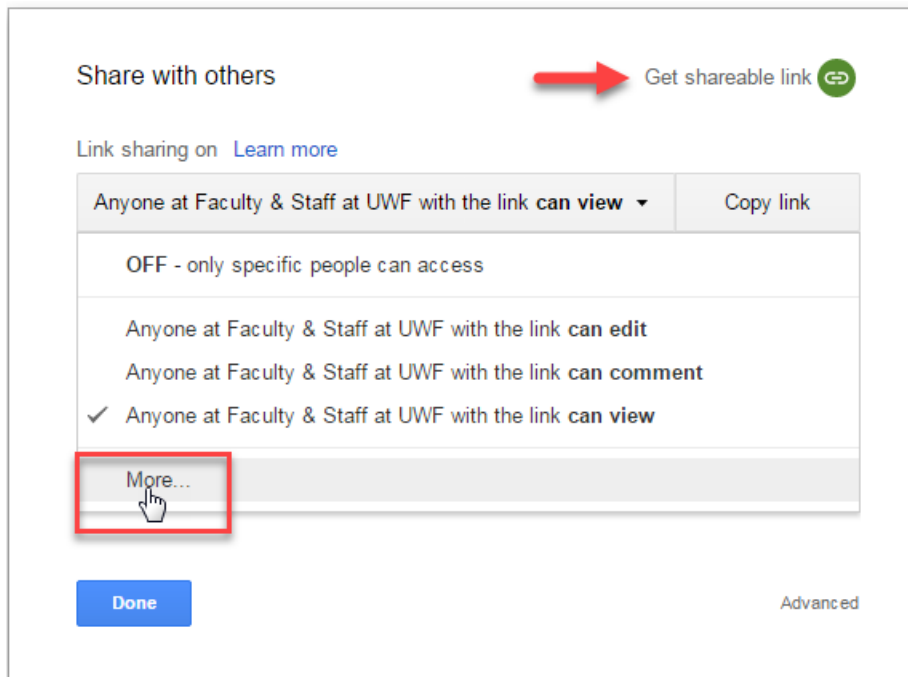 Share with others
Get shareable link
Link sharing on Learn more
Anyone at Faculty & Staff at UWF with the link can view
Copy link
OFF - only specific people can access
Anyone at Faculty & Staff at UWF with the link can edit
Anyone at Faculty & Staff at UWF with the link can comment
Anyone at Faculty & Staff at UWF with the link can view
More...
Done
Advanced